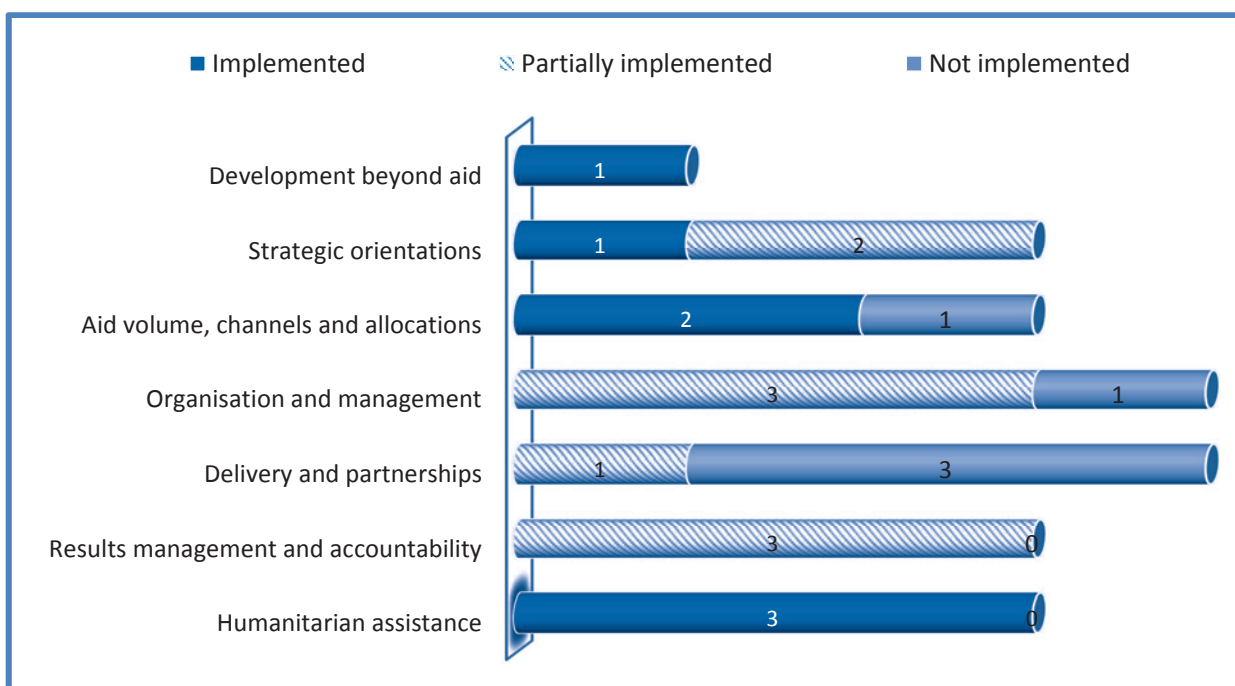 Implemented Partially implemented Not implemented
Development beyond aid 1
Strategic orientations 1 2
Aid volume, channels and allocations 2 1
Organisation and management 3 1
Delivery and partnerships 1 3
Results management and accountability 3 0
Humanitarian assistance 3 0